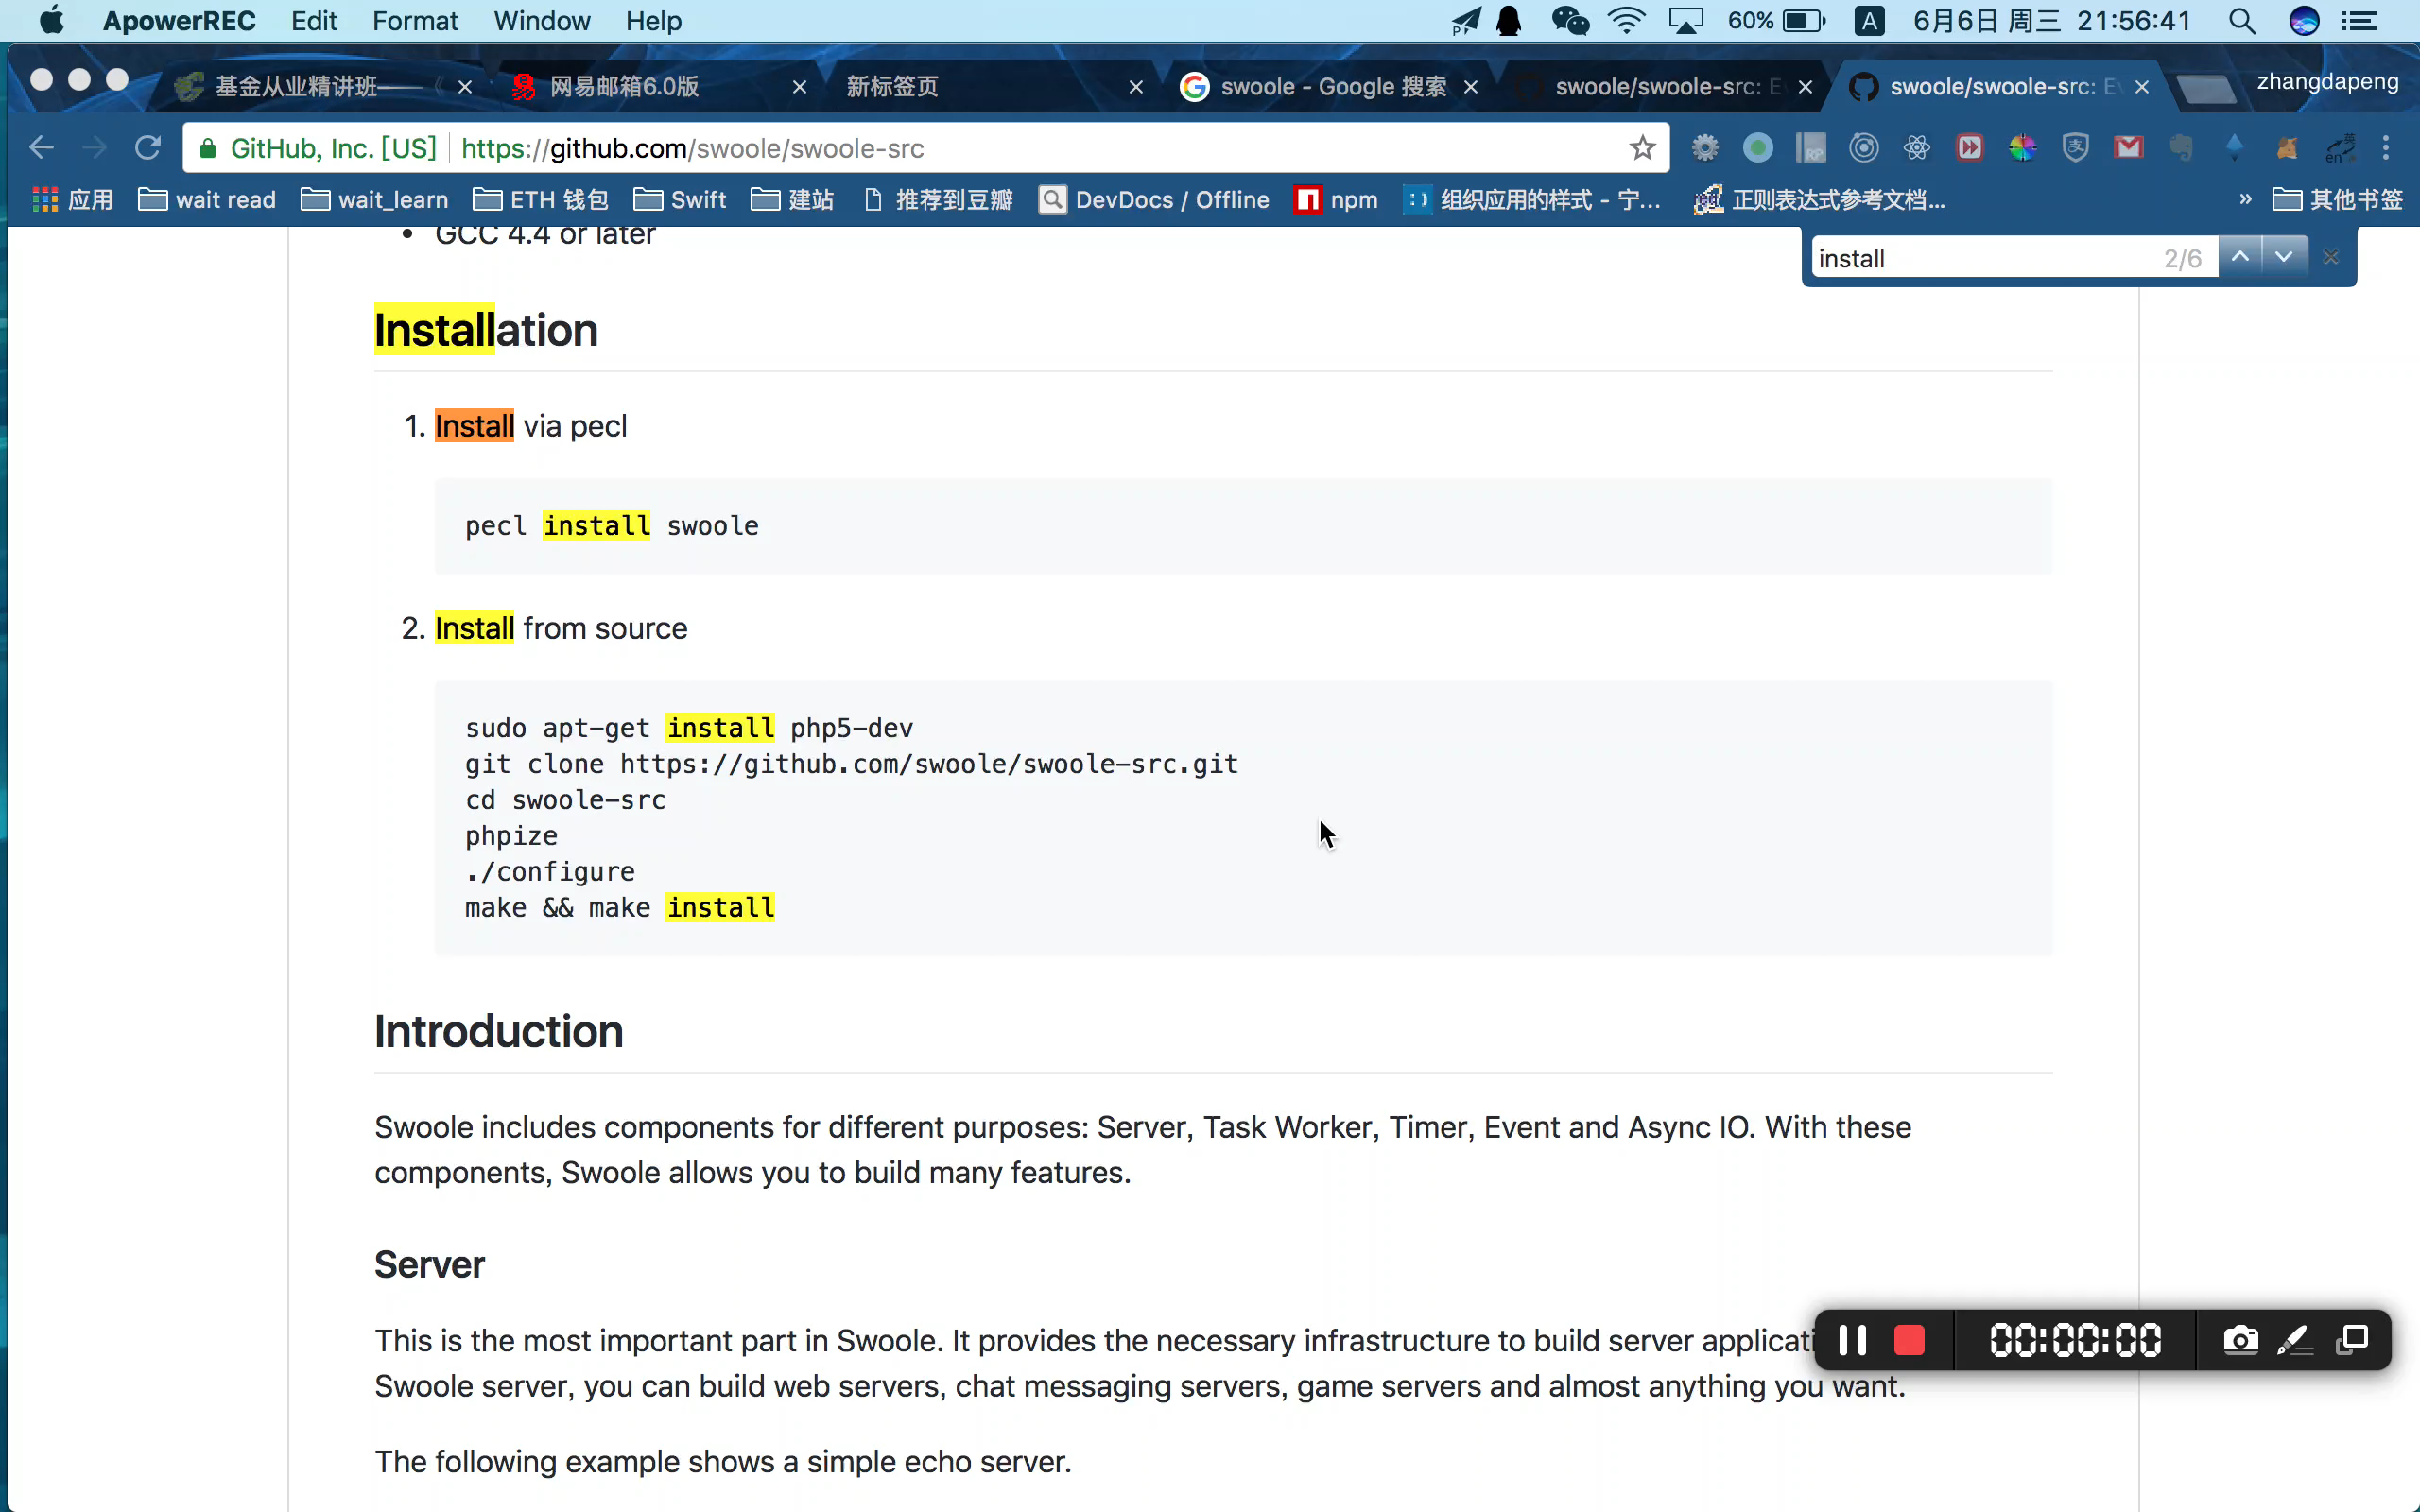 ApowerREC Edit Format Window Help 60% A 6月6日 周三 21:56:41
基金从业精讲班—— 网易邮箱6.0版 新标签页 swoole - Google 搜索 swoole/swoole-src: E swoole/swoole-src: E zhangdapeng
GitHub, Inc. [US] https://github.com/swoole/swoole-src
应用 wait read wait_learn ETH 钱包 Swift 建站 推荐到豆瓣 DevDocs / Offline npm 组织应用的样式 - 宁... 正则表达式参考文档... » 其他书签
install 2/6
• GCC 4.4 or later
Installation
1. Install via pecl
pecl install swoole
2. Install from source
sudo apt-get install php5-dev
git clone https://github.com/swoole/swoole-src.git
cd swoole-src
phpize
./configure
make && make install
Introduction
Swoole includes components for different purposes: Server, Task Worker, Timer, Event and Async IO. With these
components, Swoole allows you to build many features.
Server
This is the most important part in Swoole. It provides the necessary infrastructure to build server applicati
Swoole server, you can build web servers, chat messaging servers, game servers and almost anything you want.
00:00:00
The following example shows a simple echo server.